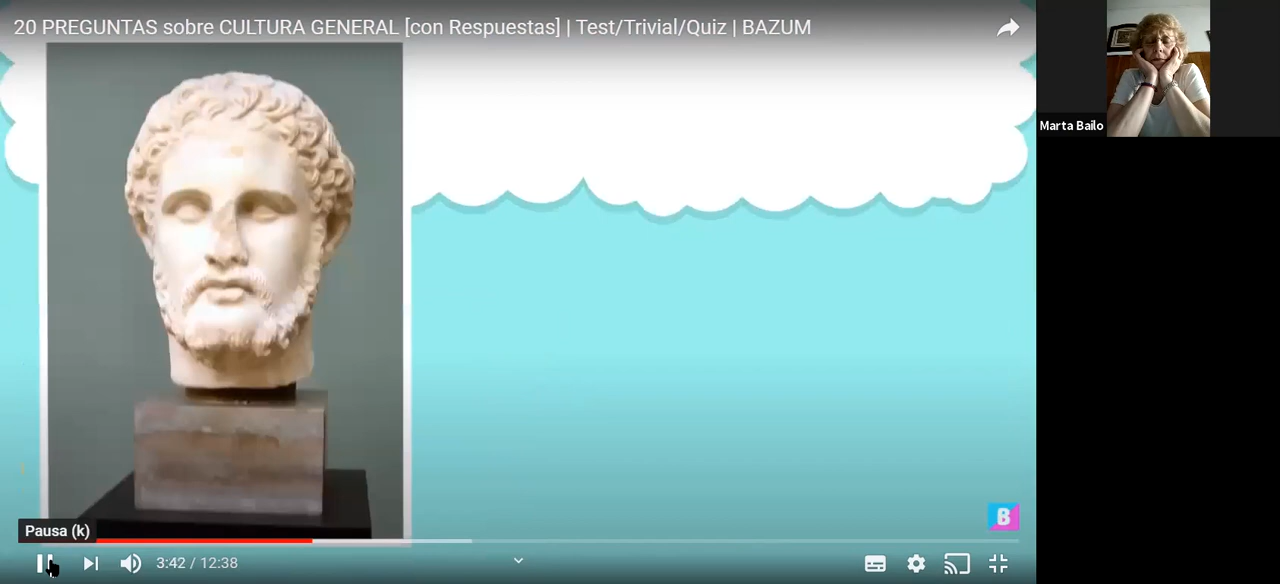 20 PREGUNTAS sobre CULTURA GENERAL [con Respuestas] | Test/Trivial/Quiz | BAZUM
Marta Bailo
B
Pausa (k)
3:42 / 12:38